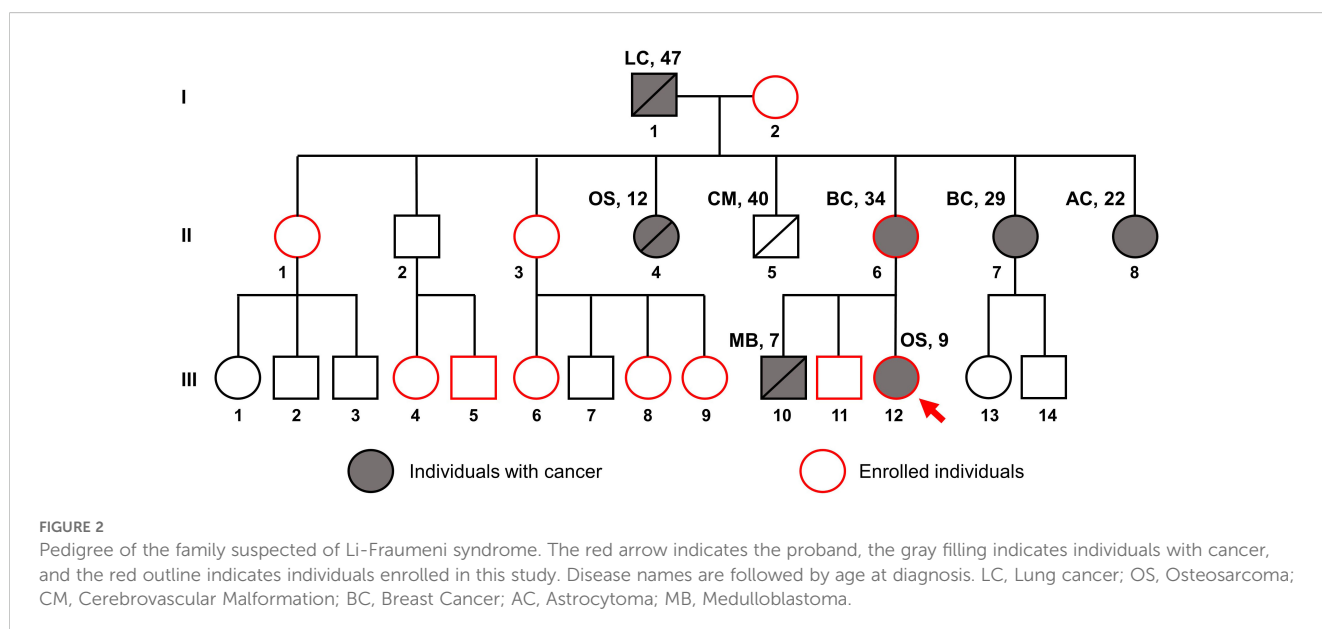 LC, 47
I
1
2
OS, 12
CM, 40
BC, 34
BC, 29
AC, 22
II
1
2
3
4
5
6
7
8
MB, 7
OS, 9
III
1
2
3
4
5
6
7
8
9
10
11
12
13
14
Individuals with cancer
Enrolled individuals
FIGURE 2
Pedigree of the family suspected of Li-Fraumeni syndrome. The red arrow indicates the proband, the gray filling indicates individuals with cancer,
and the red outline indicates individuals enrolled in this study. Disease names are followed by age at diagnosis. LC, Lung cancer; OS, Osteosarcoma;
CM, Cerebrovascular Malformation; BC, Breast Cancer; AC, Astrocytoma; MB, Medulloblastoma.